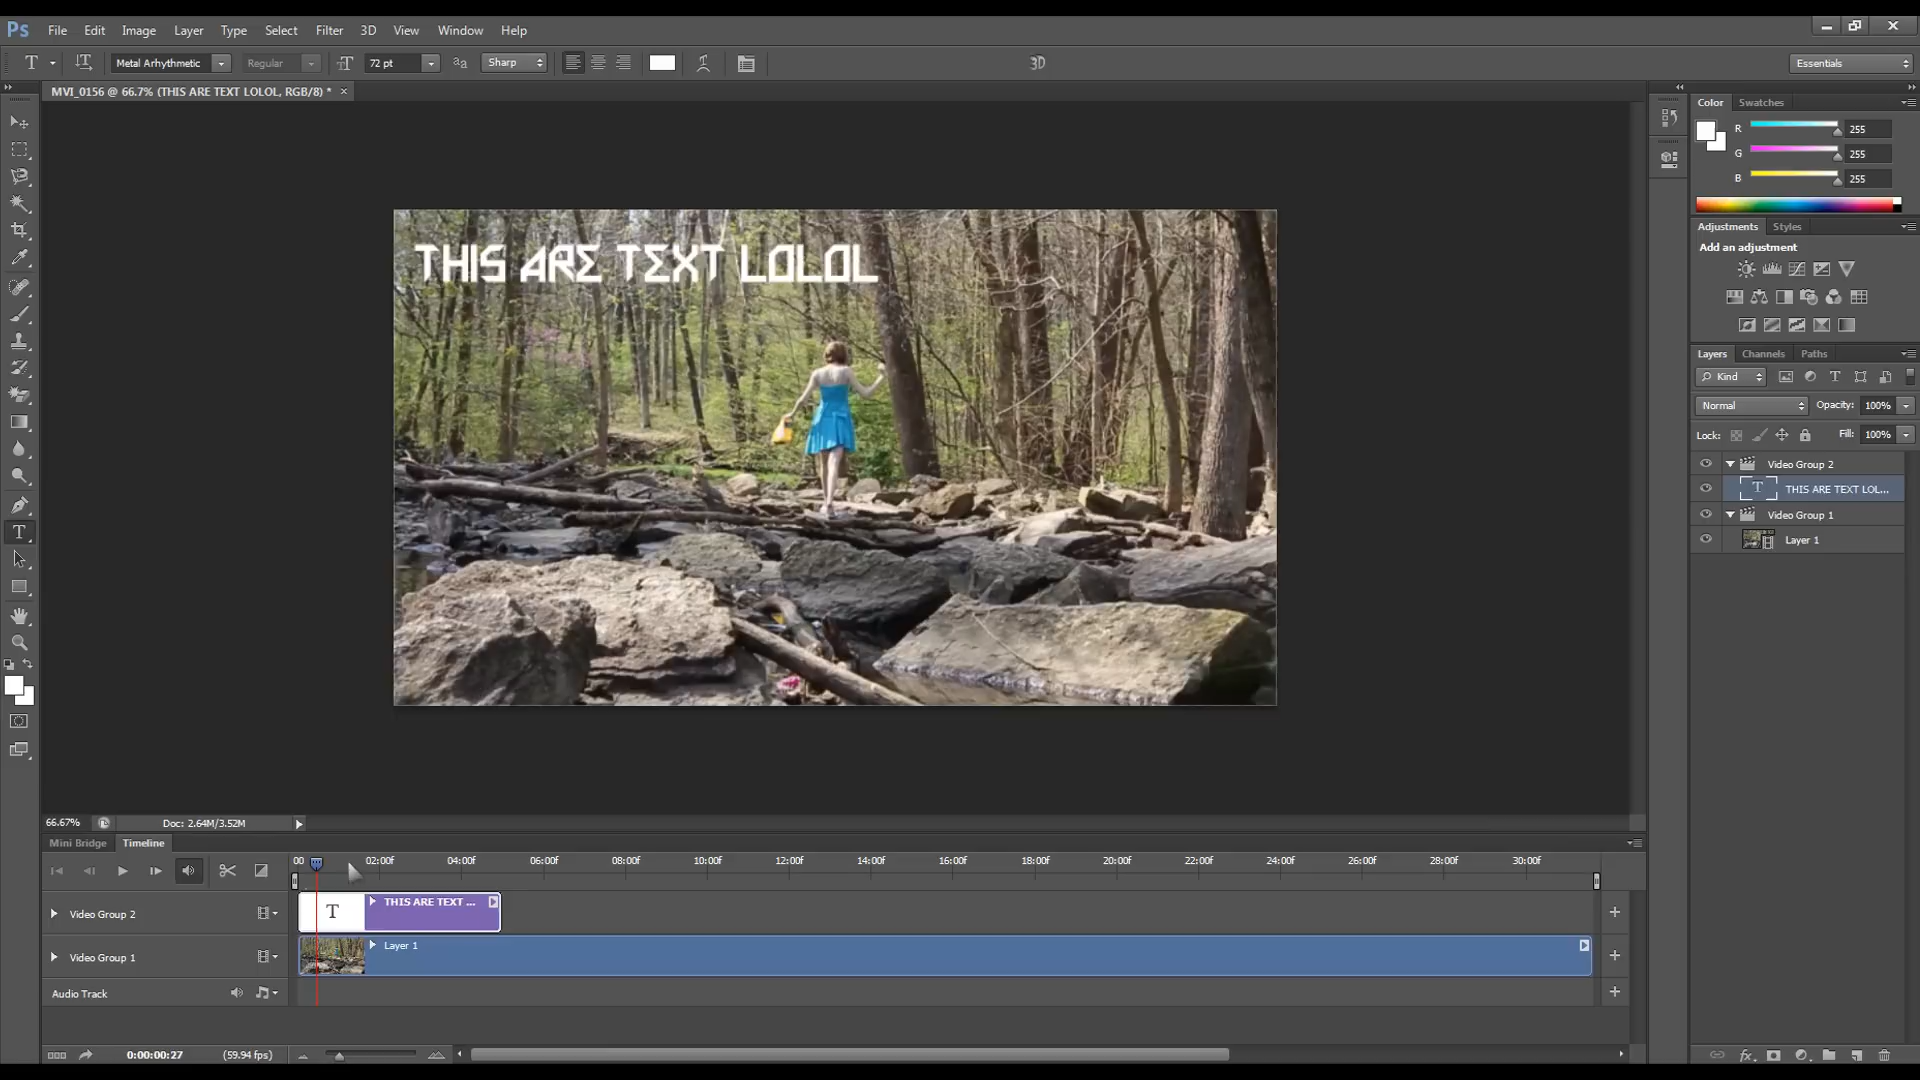 Ps File Edit Image Layer Type Select Filter 3D View Window Help
T Metal Arhythmetic Regular 72 pt Sharp 3D Essentials
MVI_0156 @ 66.7% (THIS ARE TEXT LOLOL, RGB/8) *
Color Swatches
R 255
G 255
B 255
Adjustments Styles
Add an adjustment
THIS ARE TEXT LOLOL
Layers Channels Paths
Kind
Normal Opacity: 100%
Lock: Fill: 100%
Video Group 2
T THIS ARE TEXT LOL...
Video Group 1
Layer 1
66.67% Doc: 2.64M/3.52M
Mini Bridge Timeline
00 02:00f 04:00f 06:00f 08:00f 10:00f 12:00f 14:00f 16:00f 18:00f 20:00f 22:00f 24:00f 26:00f 28:00f 30:00f
Video Group 2 T THIS ARE TEXT ...
Video Group 1 Layer 1
Audio Track
0:00:00:27 (59.94 fps)
fx